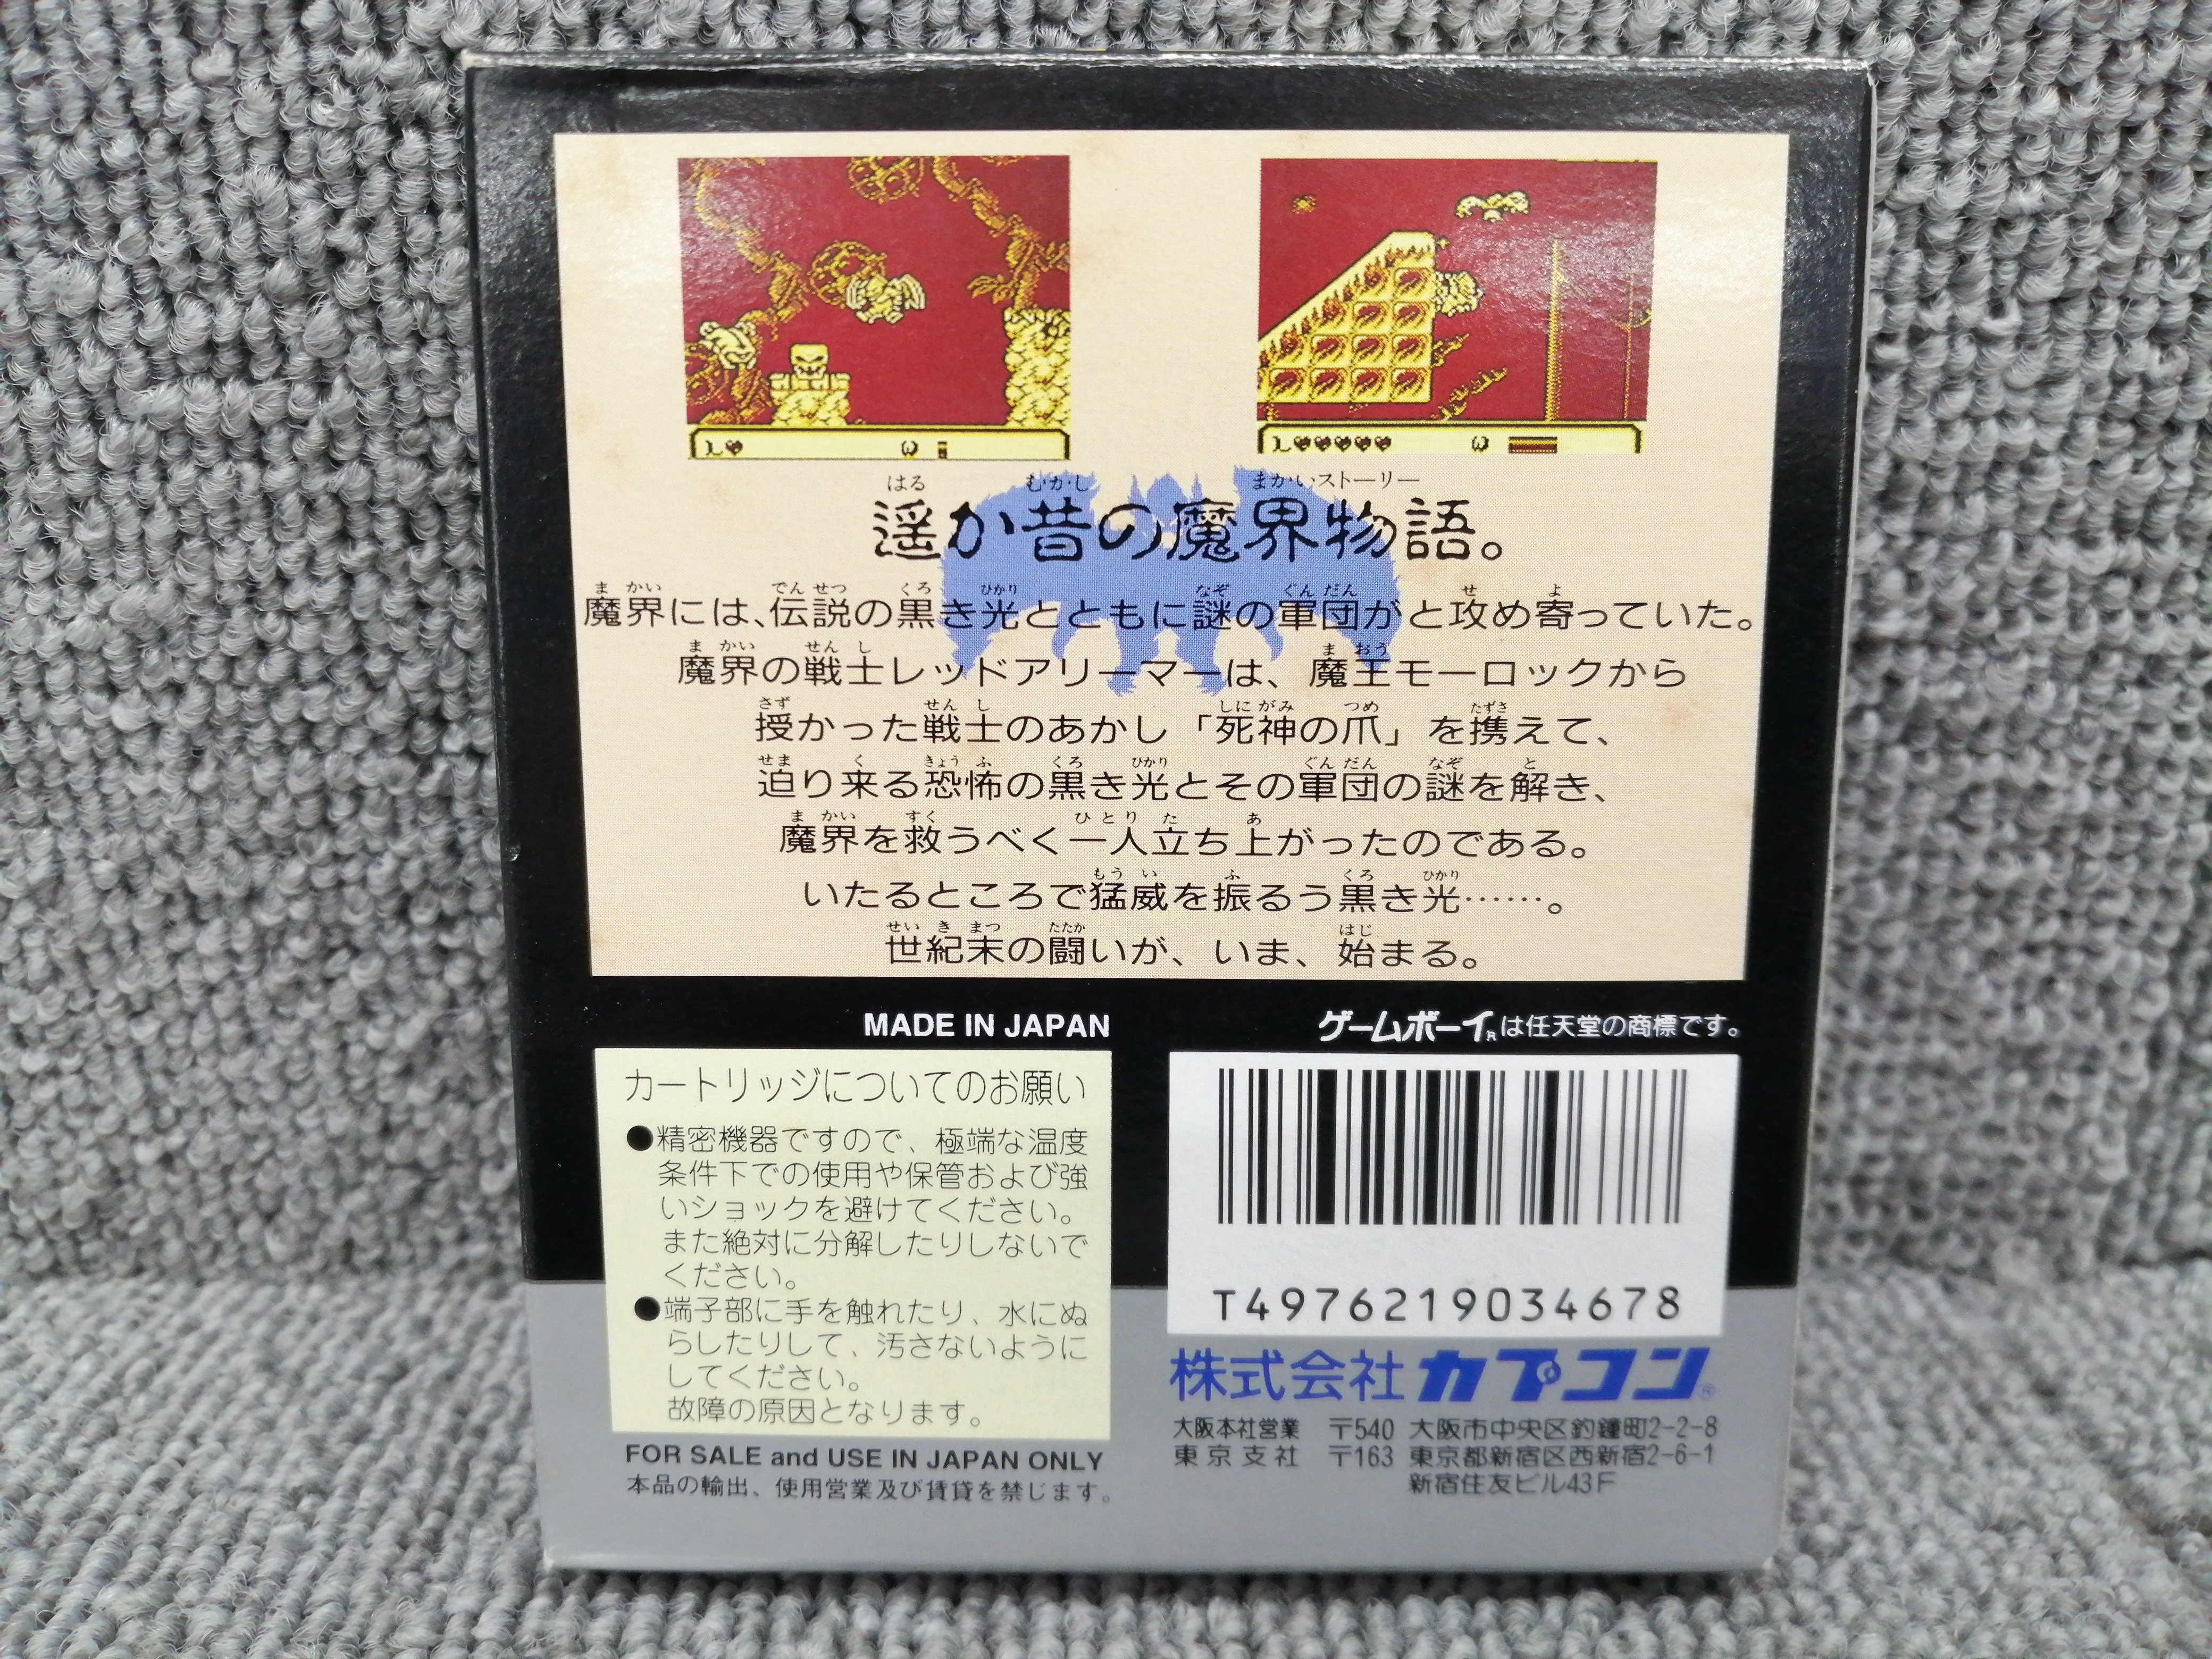 遥か昔の魔界物語。
はる むかし まかいストーリー
魔界には、伝説の黒き光とともに謎の軍団がと攻め寄っていた。
魔界の戦士レッドアリーマーは、魔王モーロックから
授かった戦士のあかし「死神の爪」を携えて、
迫り来る恐怖の黒き光とその軍団の謎を解き、
魔界を救うべく一人立ち上がったのである。
いたるところで猛威を振るう黒き光……。
世紀末の闘いが、いま、始まる。
MADE IN JAPAN
ゲームボーイRは任天堂の商標です。
カートリッジについてのお願い
●精密機器ですので、極端な温度
条件下での使用や保管および強
いショックを避けてください。
また絶対に分解したりしないで
ください。
●端子部に手を触れたり、水にぬ
らしたりして、汚さないように
してください。
故障の原因となります。
FOR SALE and USE IN JAPAN ONLY
本品の輸出、使用営業及び賃貸を禁じます。
T4976219034678
株式会社カプコン®
大阪本社営業 〒540 大阪市中央区釣鐘町2-2-8
東京支社 〒163 東京都新宿区西新宿2-6-1
新宿住友ビル43F